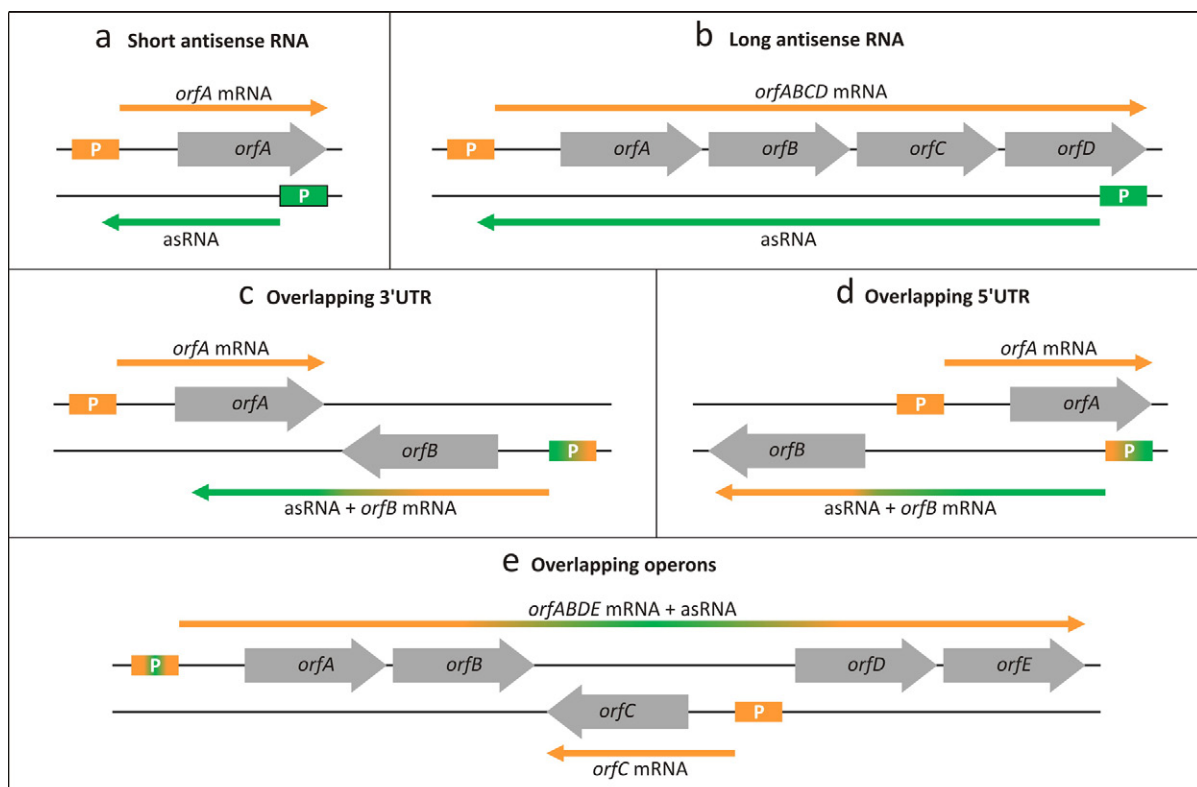 a Short antisense RNA
orfA mRNA
P
orfA
P
asRNA
b Long antisense RNA
orfABCD mRNA
P
orfA orfB orfC orfD
P
asRNA
c Overlapping 3'UTR
orfA mRNA
P
orfA
orfB
P
asRNA + orfB mRNA
d Overlapping 5'UTR
orfA mRNA
P
orfA
orfB
P
asRNA + orfB mRNA
e Overlapping operons
orfABDE mRNA + asRNA
P
orfA orfB orfD orfE
orfC
P
orfC mRNA